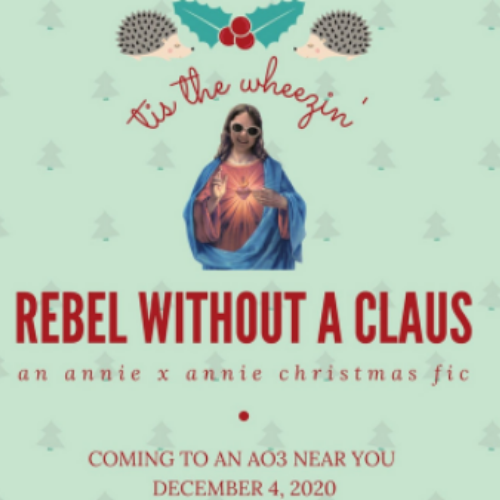 'tis the wheezin'
REBEL WITHOUT A CLAUS
an annie x annie christmas fic
COMING TO AN AO3 NEAR YOU
DECEMBER 4, 2020